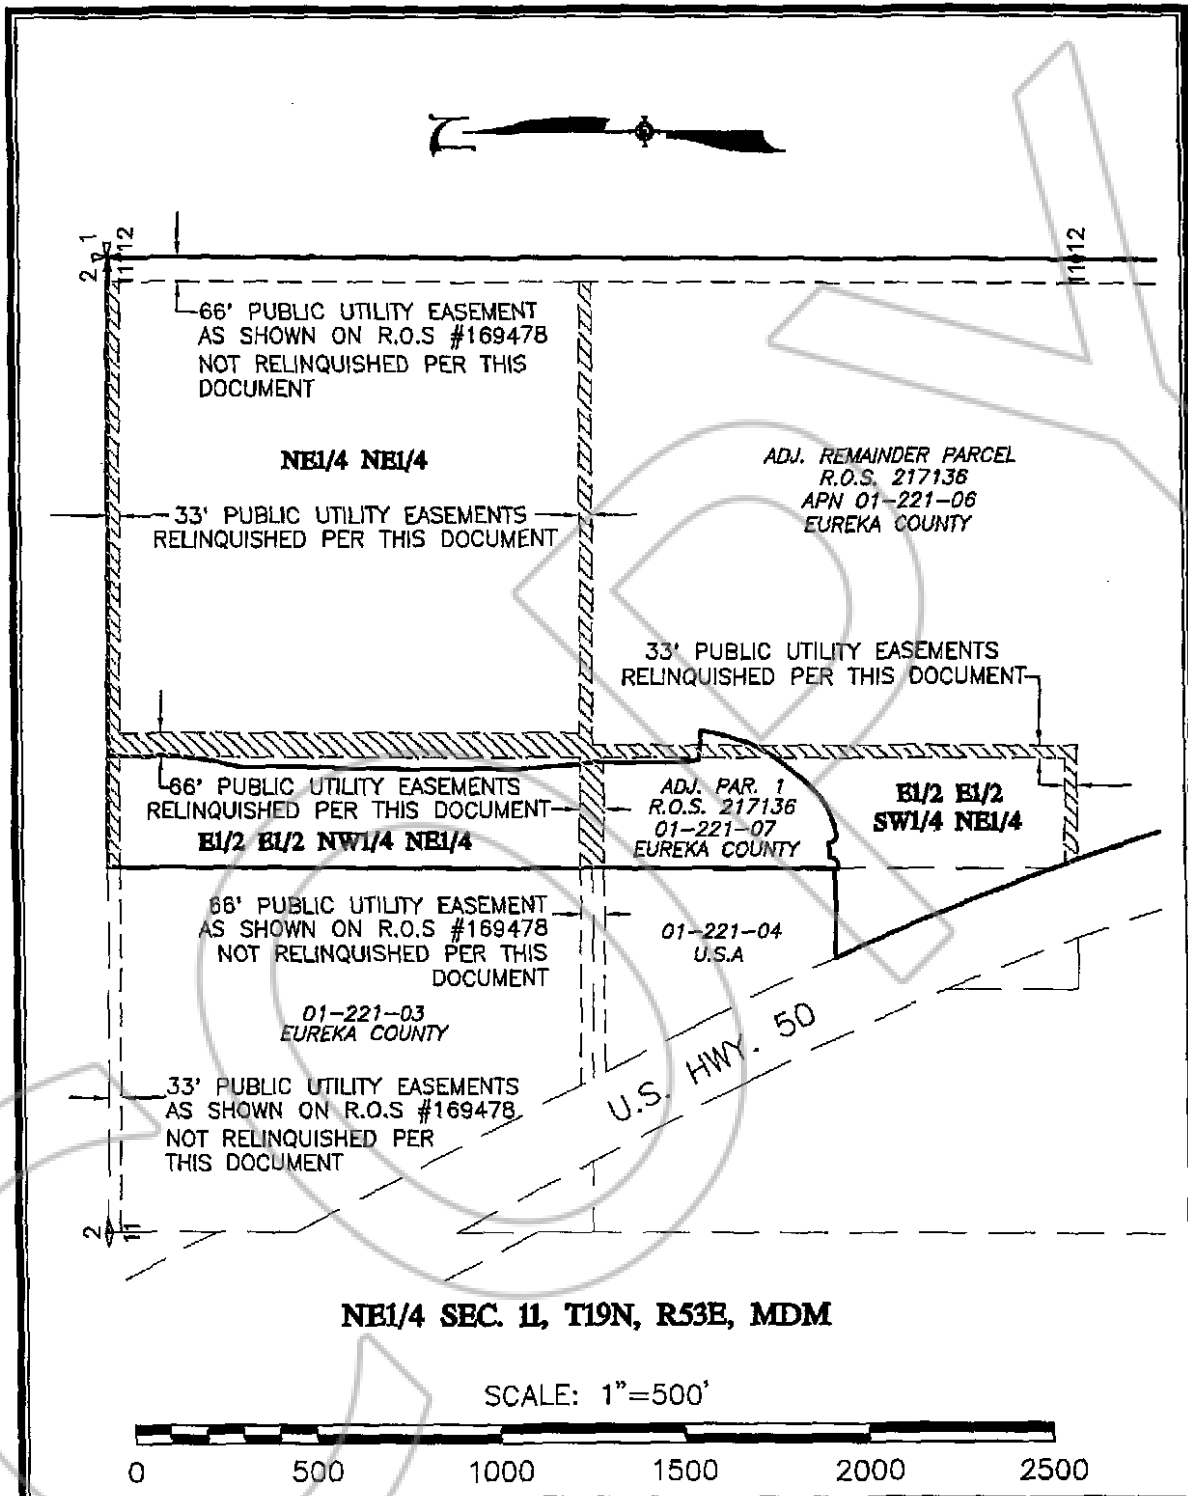 2 1
11 12
11 12
66' PUBLIC UTILITY EASEMENT
AS SHOWN ON R.O.S #169478
NOT RELINQUISHED PER THIS
DOCUMENT
NE1/4 NE1/4
ADJ. REMAINDER PARCEL
R.O.S. 217136
APN 01-221-06
EUREKA COUNTY
33' PUBLIC UTILITY EASEMENTS
RELINQUISHED PER THIS DOCUMENT
33' PUBLIC UTILITY EASEMENTS
RELINQUISHED PER THIS DOCUMENT
66' PUBLIC UTILITY EASEMENTS
RELINQUISHED PER THIS DOCUMENT
E1/2 E1/2 NW1/4 NE1/4
ADJ. PAR. 1
R.O.S. 217136
01-221-07
EUREKA COUNTY
E1/2 E1/2
SW1/4 NE1/4
66' PUBLIC UTILITY EASEMENT
AS SHOWN ON R.O.S #169478
NOT RELINQUISHED PER THIS
DOCUMENT
01-221-04
U.S.A
01-221-03
EUREKA COUNTY
U.S. HWY. 50
33' PUBLIC UTILITY EASEMENTS
AS SHOWN ON R.O.S #169478
NOT RELINQUISHED PER
THIS DOCUMENT
2 11
NE1/4 SEC. 11, T19N, R53E, MDM
SCALE: 1"=500'
0 500 1000 1500 2000 2500
COPY